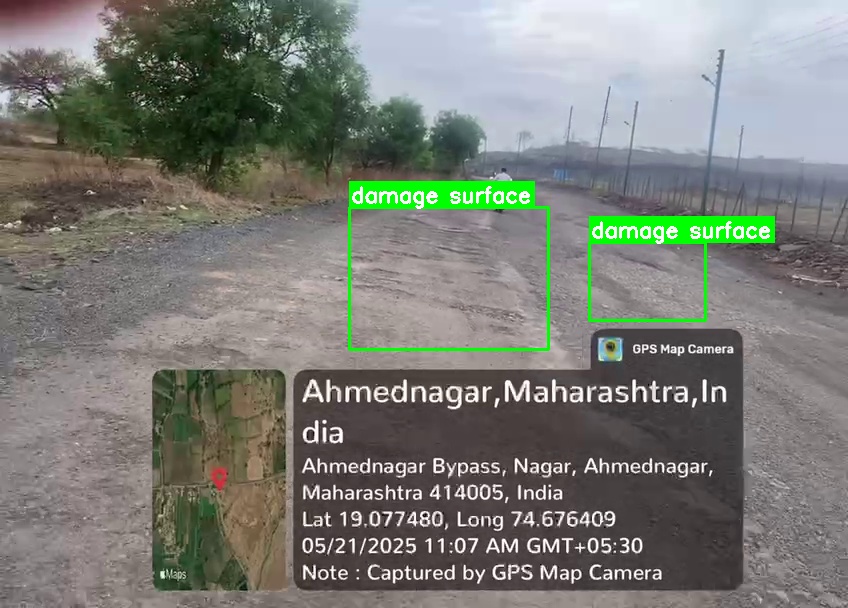 damage surface
damage surface
GPS Map Camera
Ahmednagar,Maharashtra,In
dia
Ahmednagar Bypass, Nagar, Ahmednagar,
Maharashtra 414005, India
Lat 19.077480, Long 74.676409
05/21/2025 11:07 AM GMT+05:30
Note : Captured by GPS Map Camera
Maps